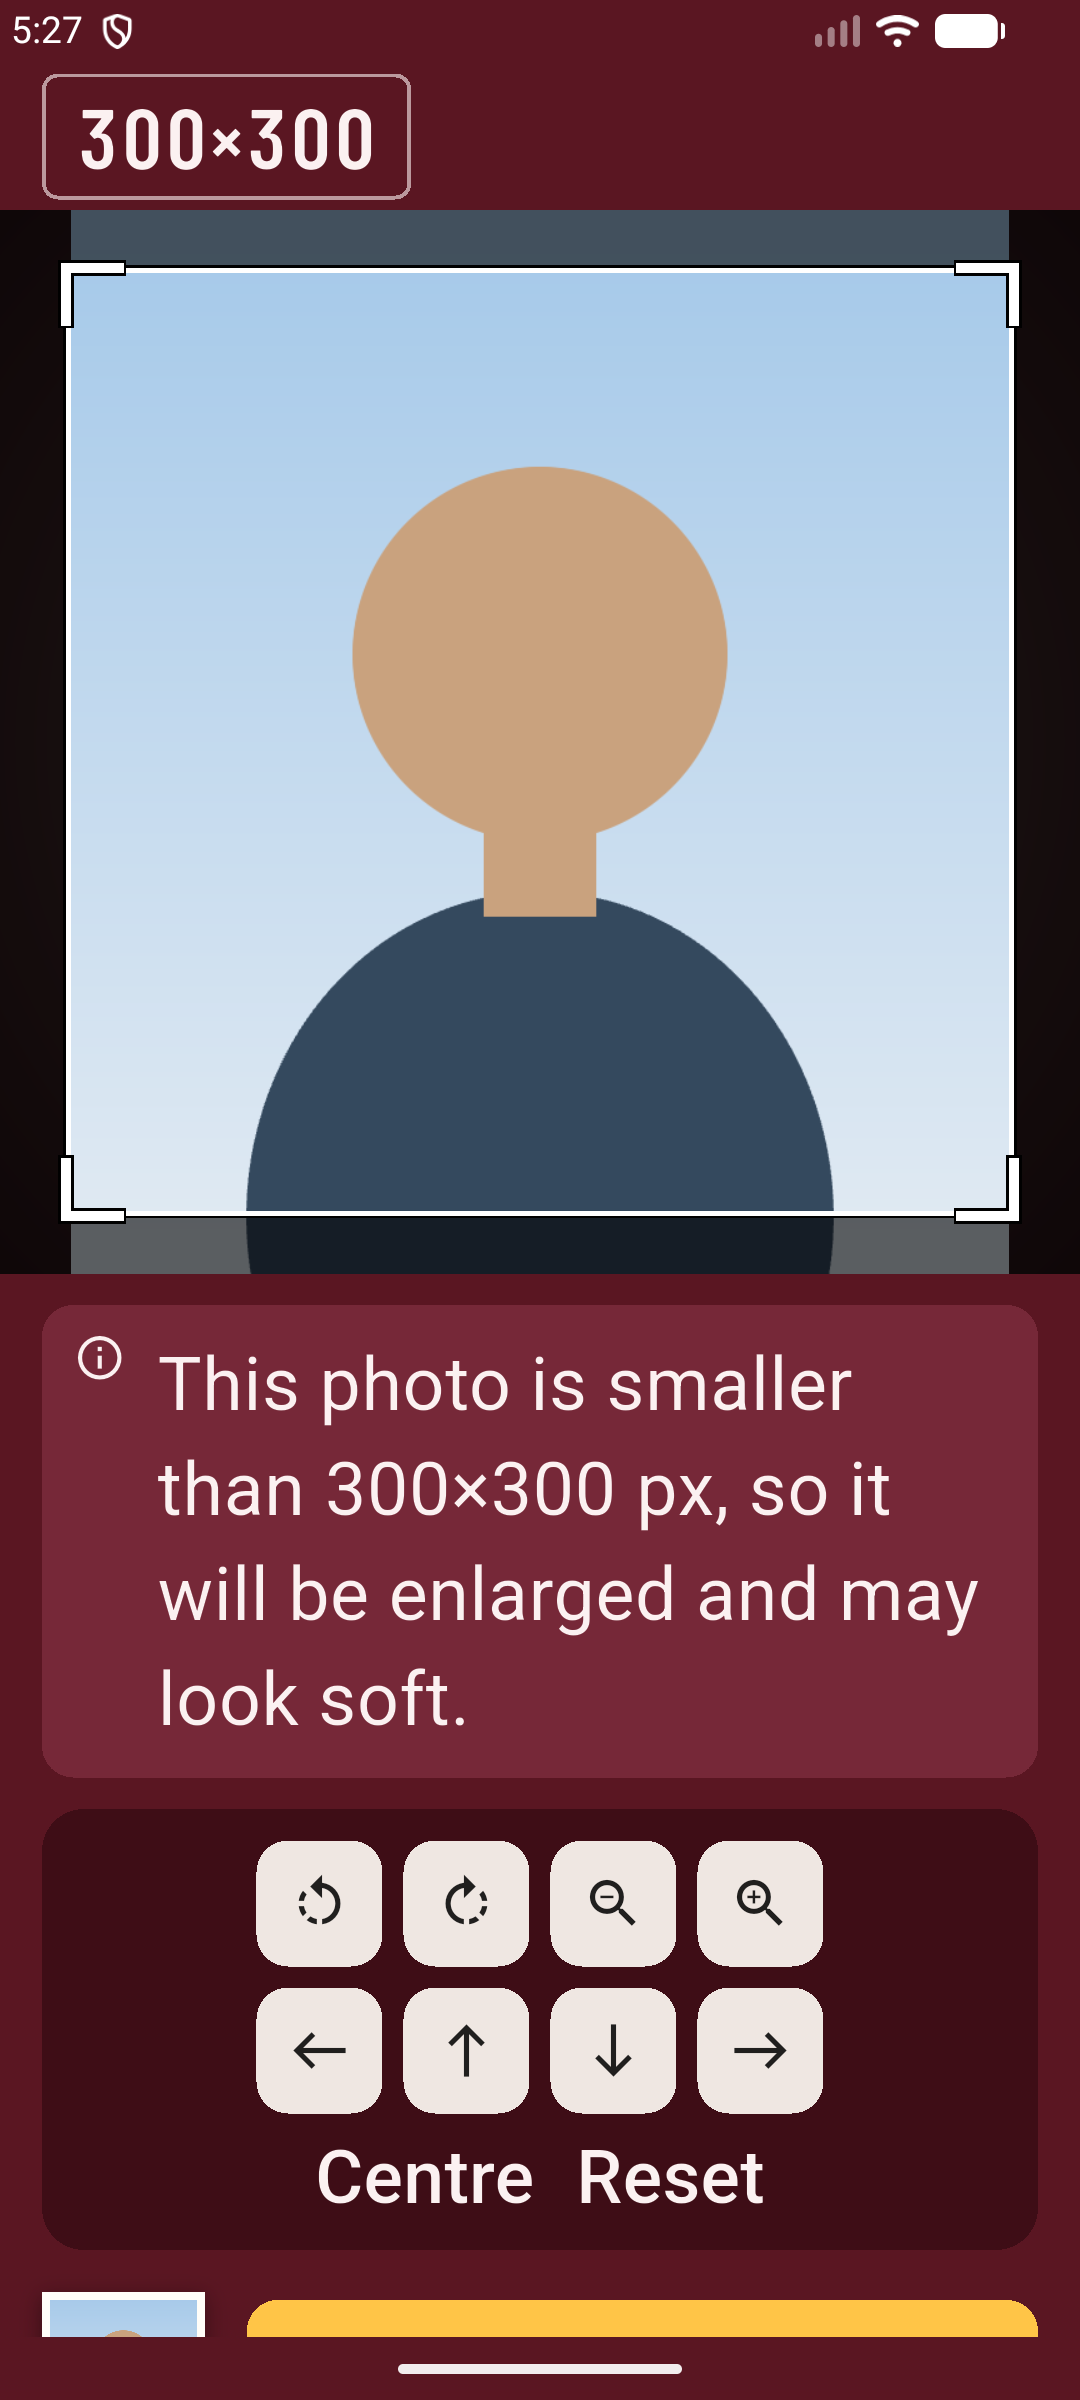 5:27
300×300
This photo is smaller
than 300×300 px, so it
will be enlarged and may
look soft.
Centre Reset